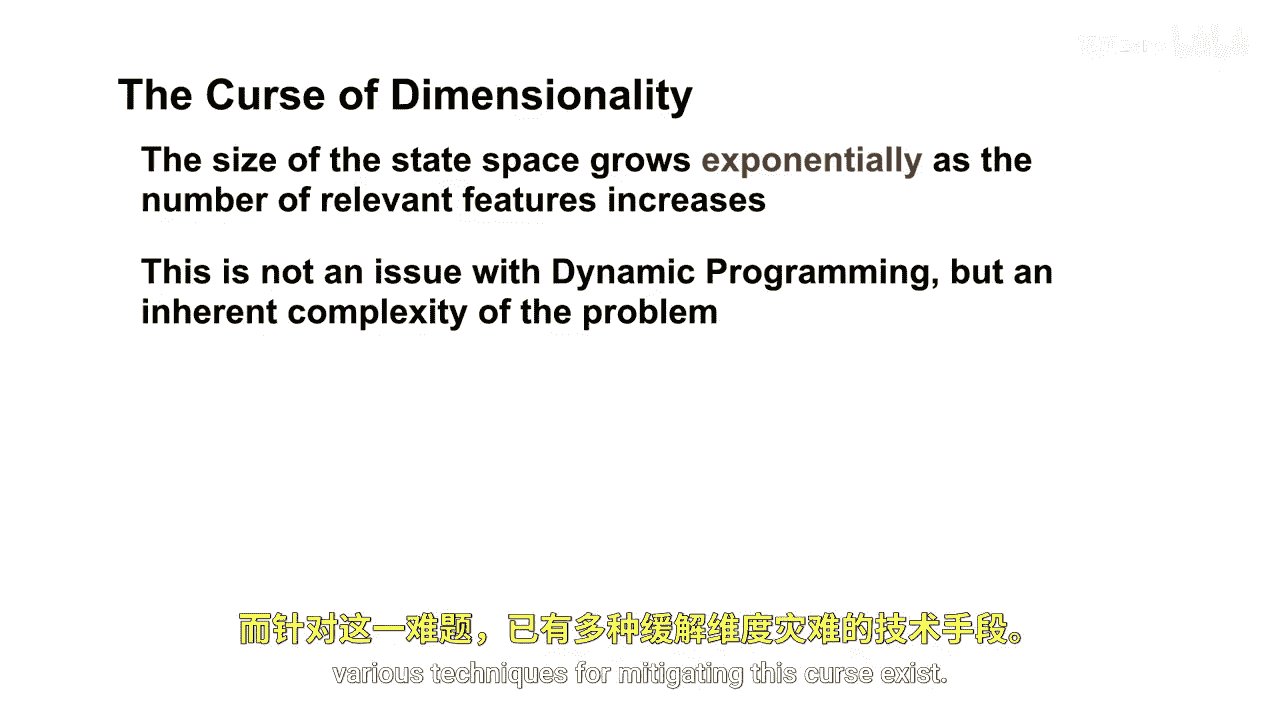 The Curse of Dimensionality
The size of the state space grows exponentially as the
number of relevant features increases
This is not an issue with Dynamic Programming, but an
inherent complexity of the problem
而针对这一难题，已有多种缓解维度灾难的技术手段。
various techniques for mitigating this curse exist.